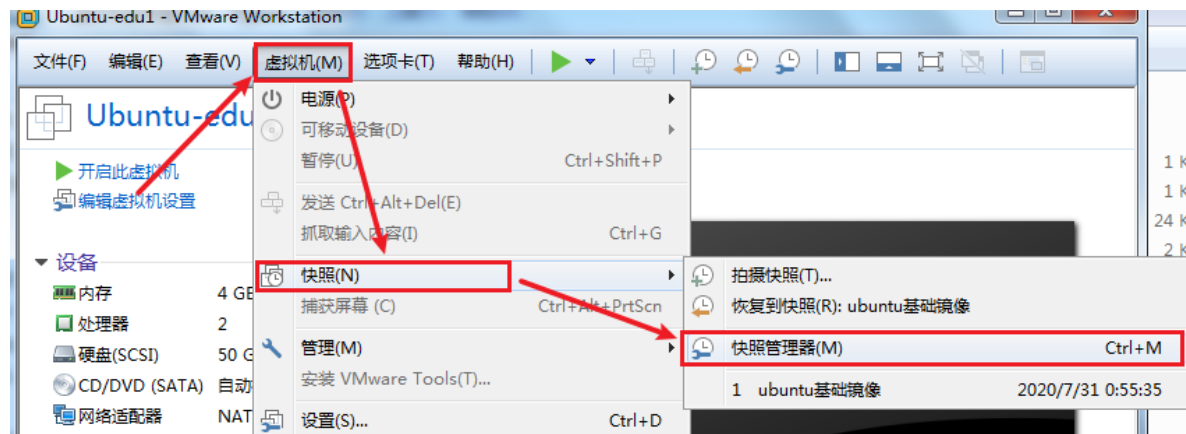 Ubuntu-edu1 - VMware Workstation
文件(F) 编辑(E) 查看(V) 虚拟机(M) 选项卡(T) 帮助(H)
Ubuntu-edu
电源(P)
可移动设备(D)
暂停(U) Ctrl+Shift+P
开启此虚拟机
编辑虚拟机设置
发送 Ctrl+Alt+Del(E)
抓取输入内容(I) Ctrl+G
设备
快照(N)
拍摄快照(T)...
内存 4 GB
捕获屏幕 (C) Ctrl+Alt+PrtScn
恢复到快照(R): ubuntu基础镜像
处理器 2
硬盘(SCSI) 50 G
管理(M)
快照管理器(M) Ctrl+M
CD/DVD (SATA) 自动
安装 VMware Tools(T)...
1 ubuntu基础镜像 2020/7/31 0:55:35
网络适配器 NAT
设置(S)... Ctrl+D
1 K
1 K
24 K
2 K